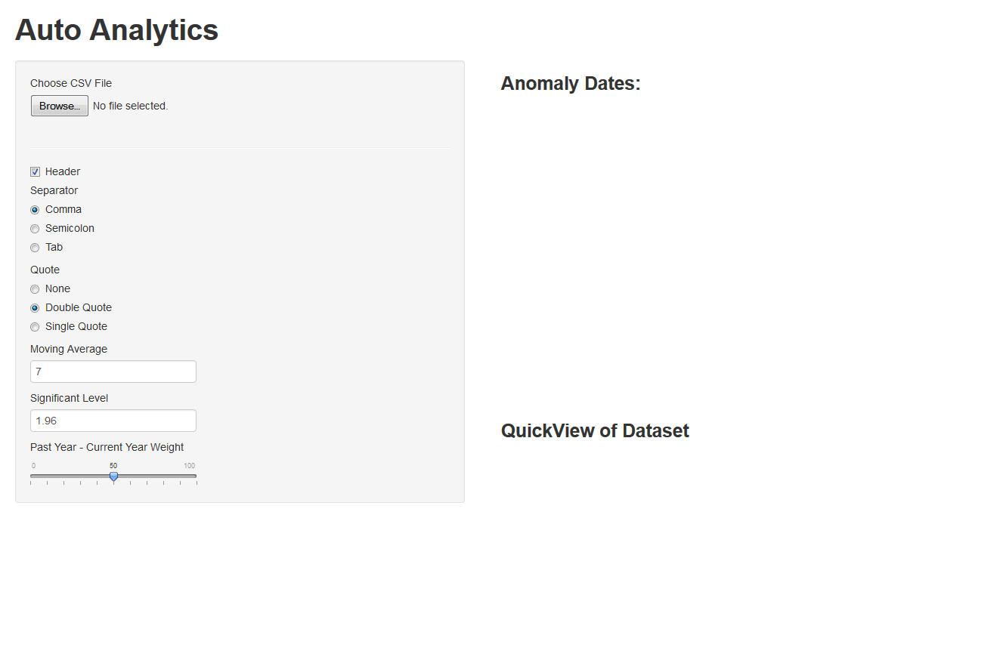 Auto Analytics
Choose CSV File
Browse... No file selected.
Header
Separator
Comma
Semicolon
Tab
Quote
None
Double Quote
Single Quote
Moving Average
7
Significant Level
1.96
Past Year - Current Year Weight
0 50 100
Anomaly Dates:
QuickView of Dataset